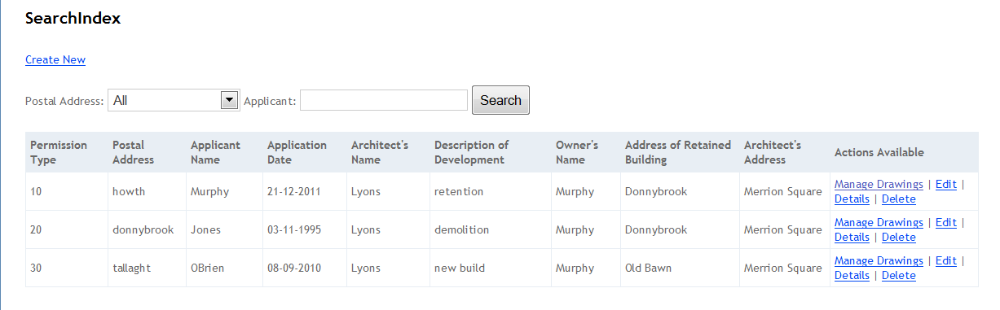 SearchIndex
Create New
Postal Address: All Applicant: Search
Permission Type Postal Address Applicant Name Application Date Architect's Name Description of Development Owner's Name Address of Retained Building Architect's Address Actions Available
10 howth Murphy 21-12-2011 Lyons retention Murphy Donnybrook Merrion Square Manage Drawings | Edit |
Details | Delete
20 donnybrook Jones 03-11-1995 Lyons demolition Murphy Donnybrook Merrion Square Manage Drawings | Edit |
Details | Delete
30 tallaght OBrien 08-09-2010 Lyons new build Murphy Old Bawn Merrion Square Manage Drawings | Edit |
Details | Delete